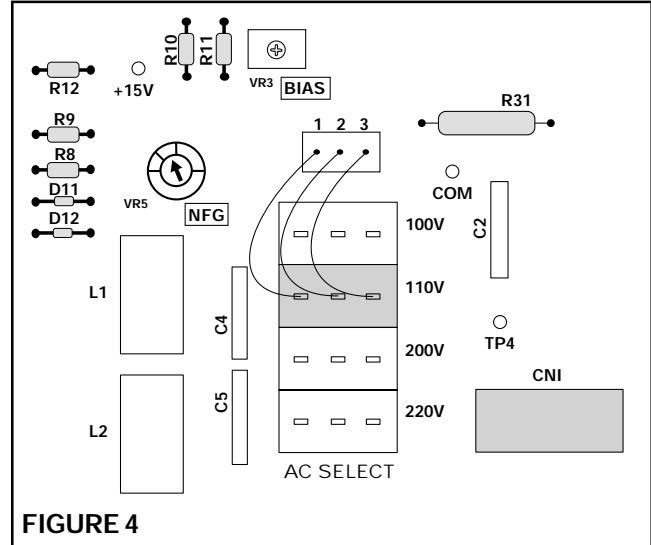 R10
R11
VR3
BIAS
R12
+15V
R31
R9
1 2 3
R8
D11
COM
VR5
NFG
D12
100V
C2
L1
110V
C4
TP4
200V
CNI
C5
L2
220V
AC SELECT
FIGURE 4